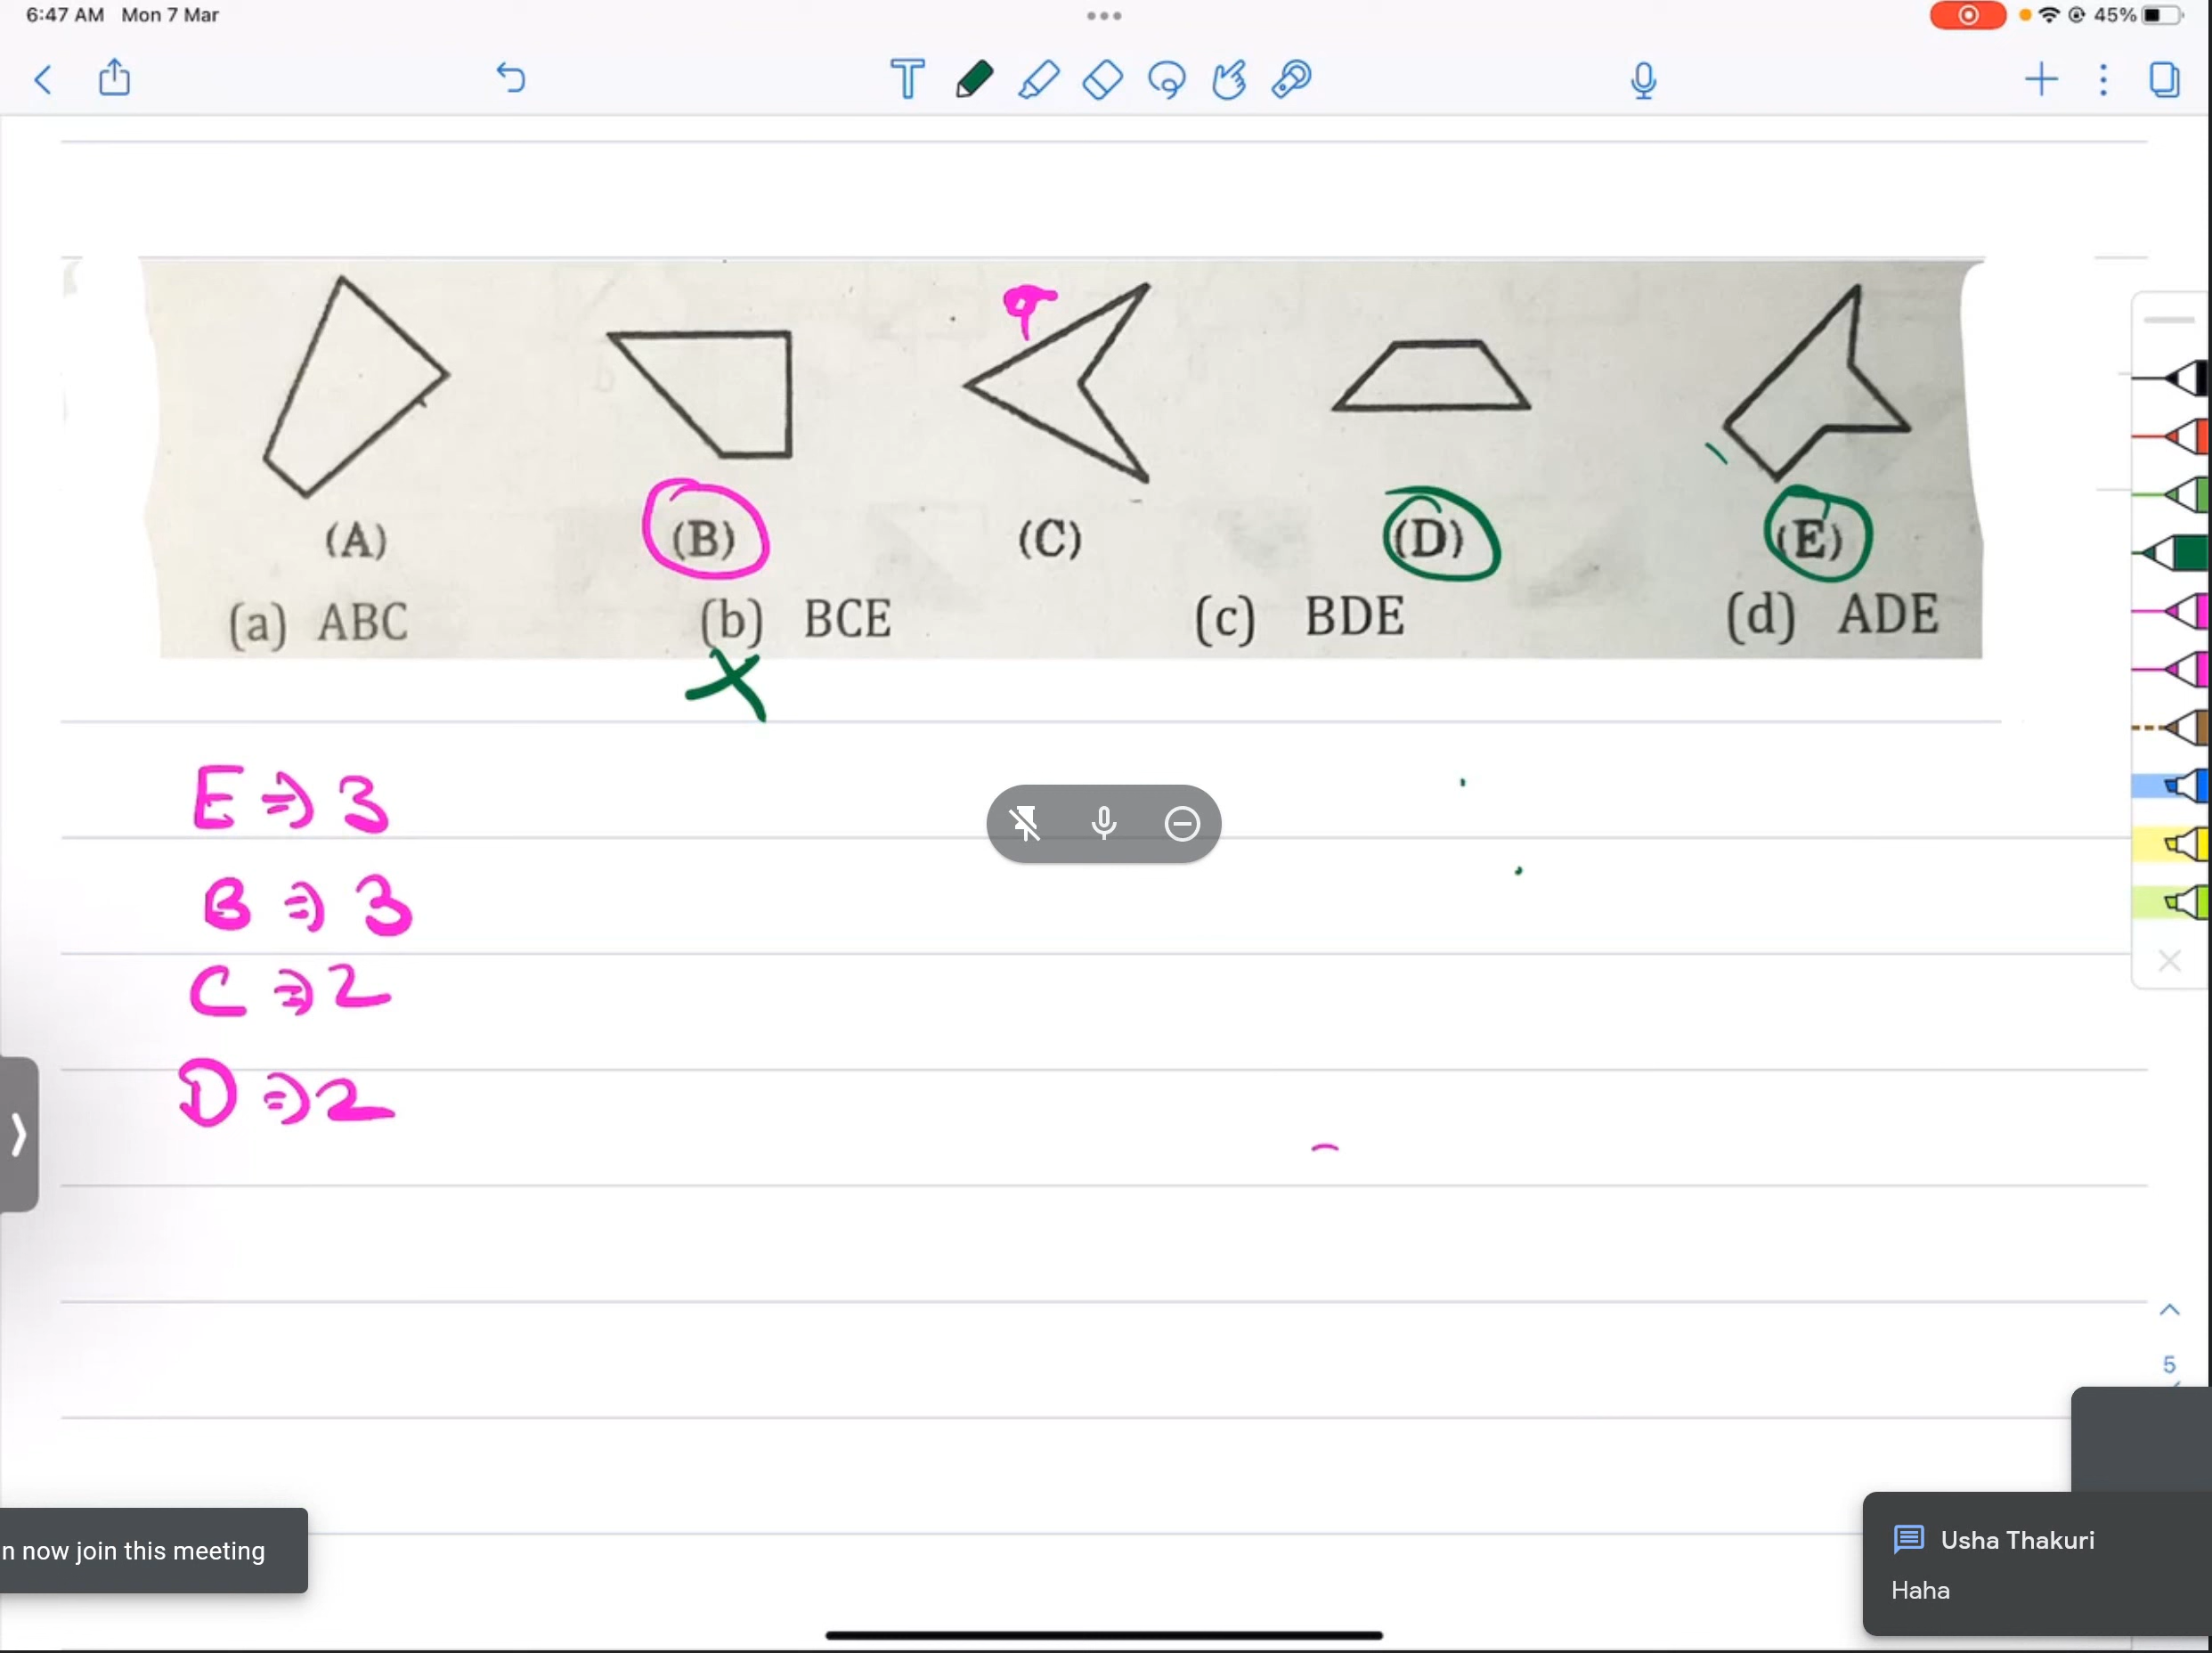 6:47 AM Mon 7 Mar
45%
T
(A) (B) (C) (D) (E)
(a) ABC (b) BCE (c) BDE (d) ADE
E ⇒ 3
B ⇒ 3
C ⇒ 2
D ⇒ 2
5
n now join this meeting
Usha Thakuri
Haha